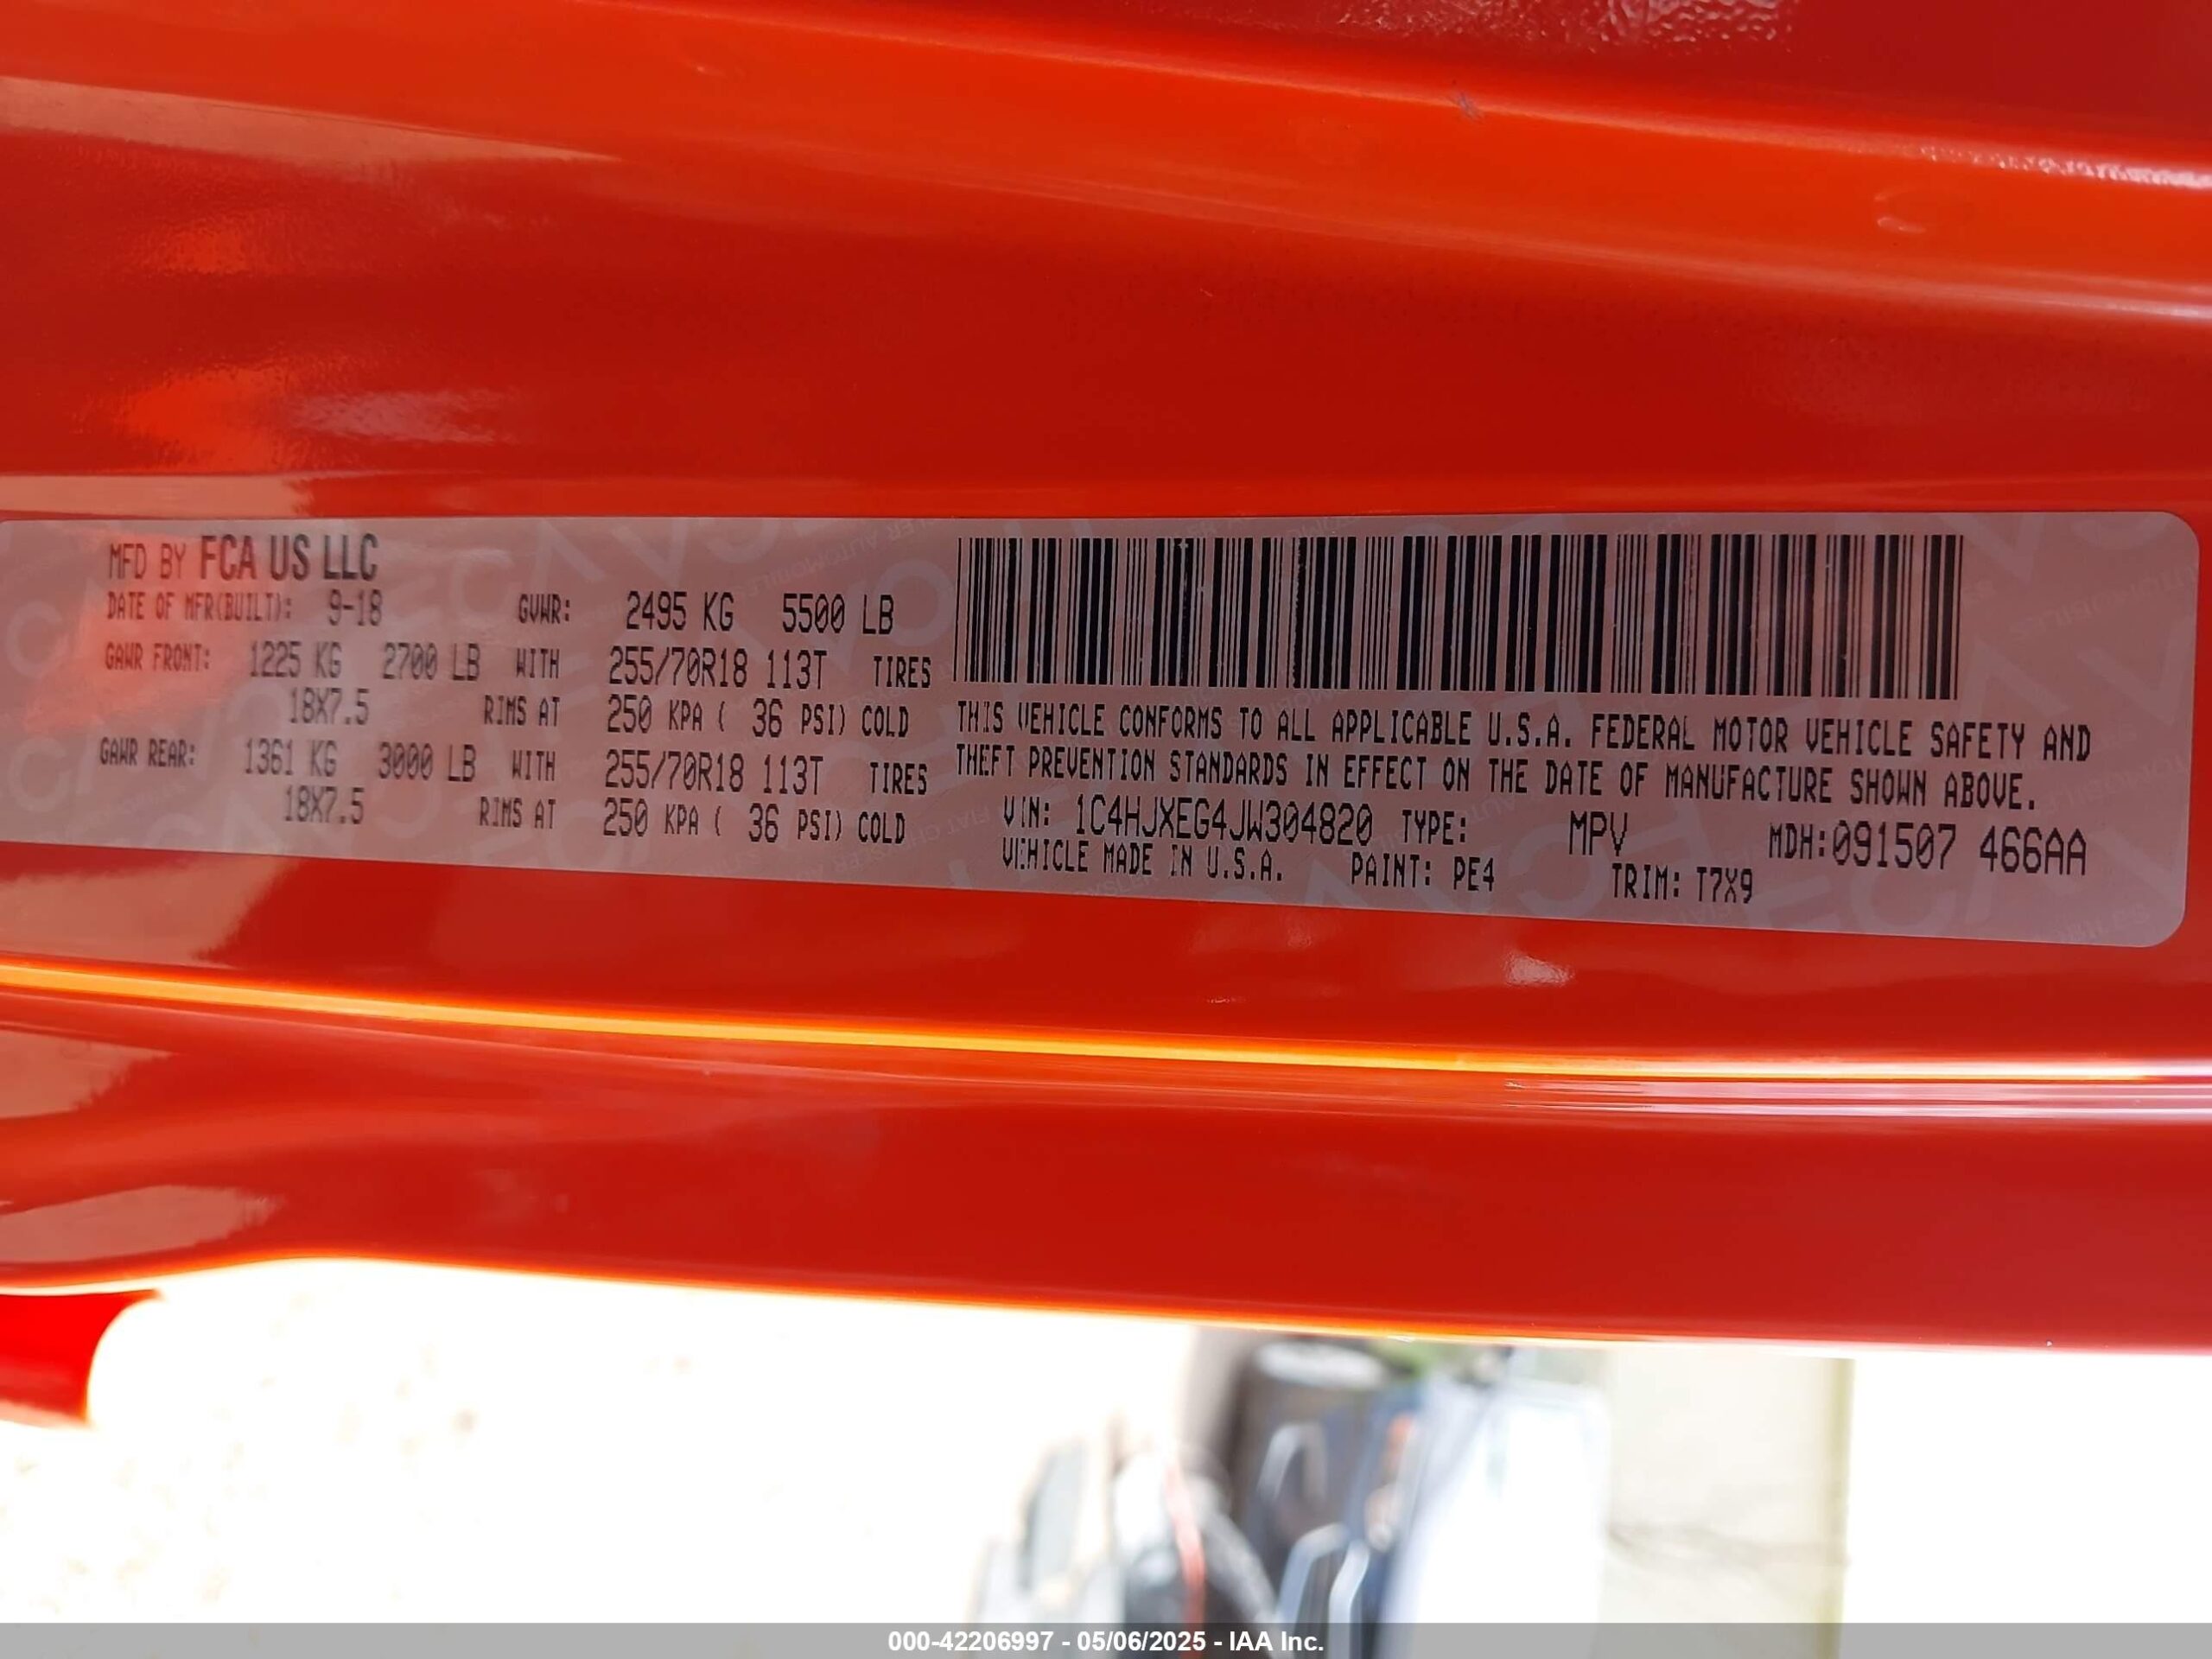 MFD BY FCA US LLC
DATE OF MFR(BUILT): 9-18 GVWR: 2495 KG 5500 LB
GAWR FRONT: 1225 KG 2700 LB WITH 255/70R18 113T TIRES
18X7.5 RIMS AT 250 KPA ( 36 PSI) COLD
GAWR REAR: 1361 KG 3000 LB WITH 255/70R18 113T TIRES
18X7.5 RIMS AT 250 KPA ( 36 PSI) COLD
THIS VEHICLE CONFORMS TO ALL APPLICABLE U.S.A. FEDERAL MOTOR VEHICLE SAFETY AND
THEFT PREVENTION STANDARDS IN EFFECT ON THE DATE OF MANUFACTURE SHOWN ABOVE.
VIN: 1C4HJXEG4JW304820 TYPE: MPV MDH:091507 466AA
VEHICLE MADE IN U.S.A. PAINT: PE4 TRIM: T7X9
000-42206997 - 05/06/2025 - IAA Inc.